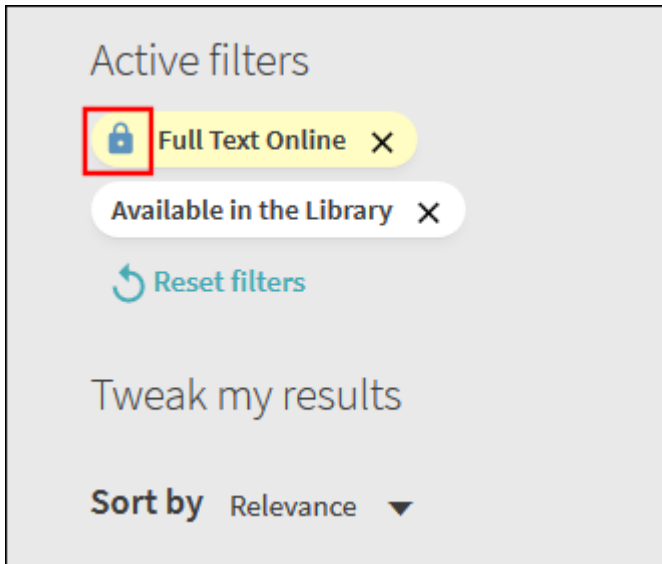 Active filters
Full Text Online
Available in the Library
Reset filters
Tweak my results
Sort by Relevance